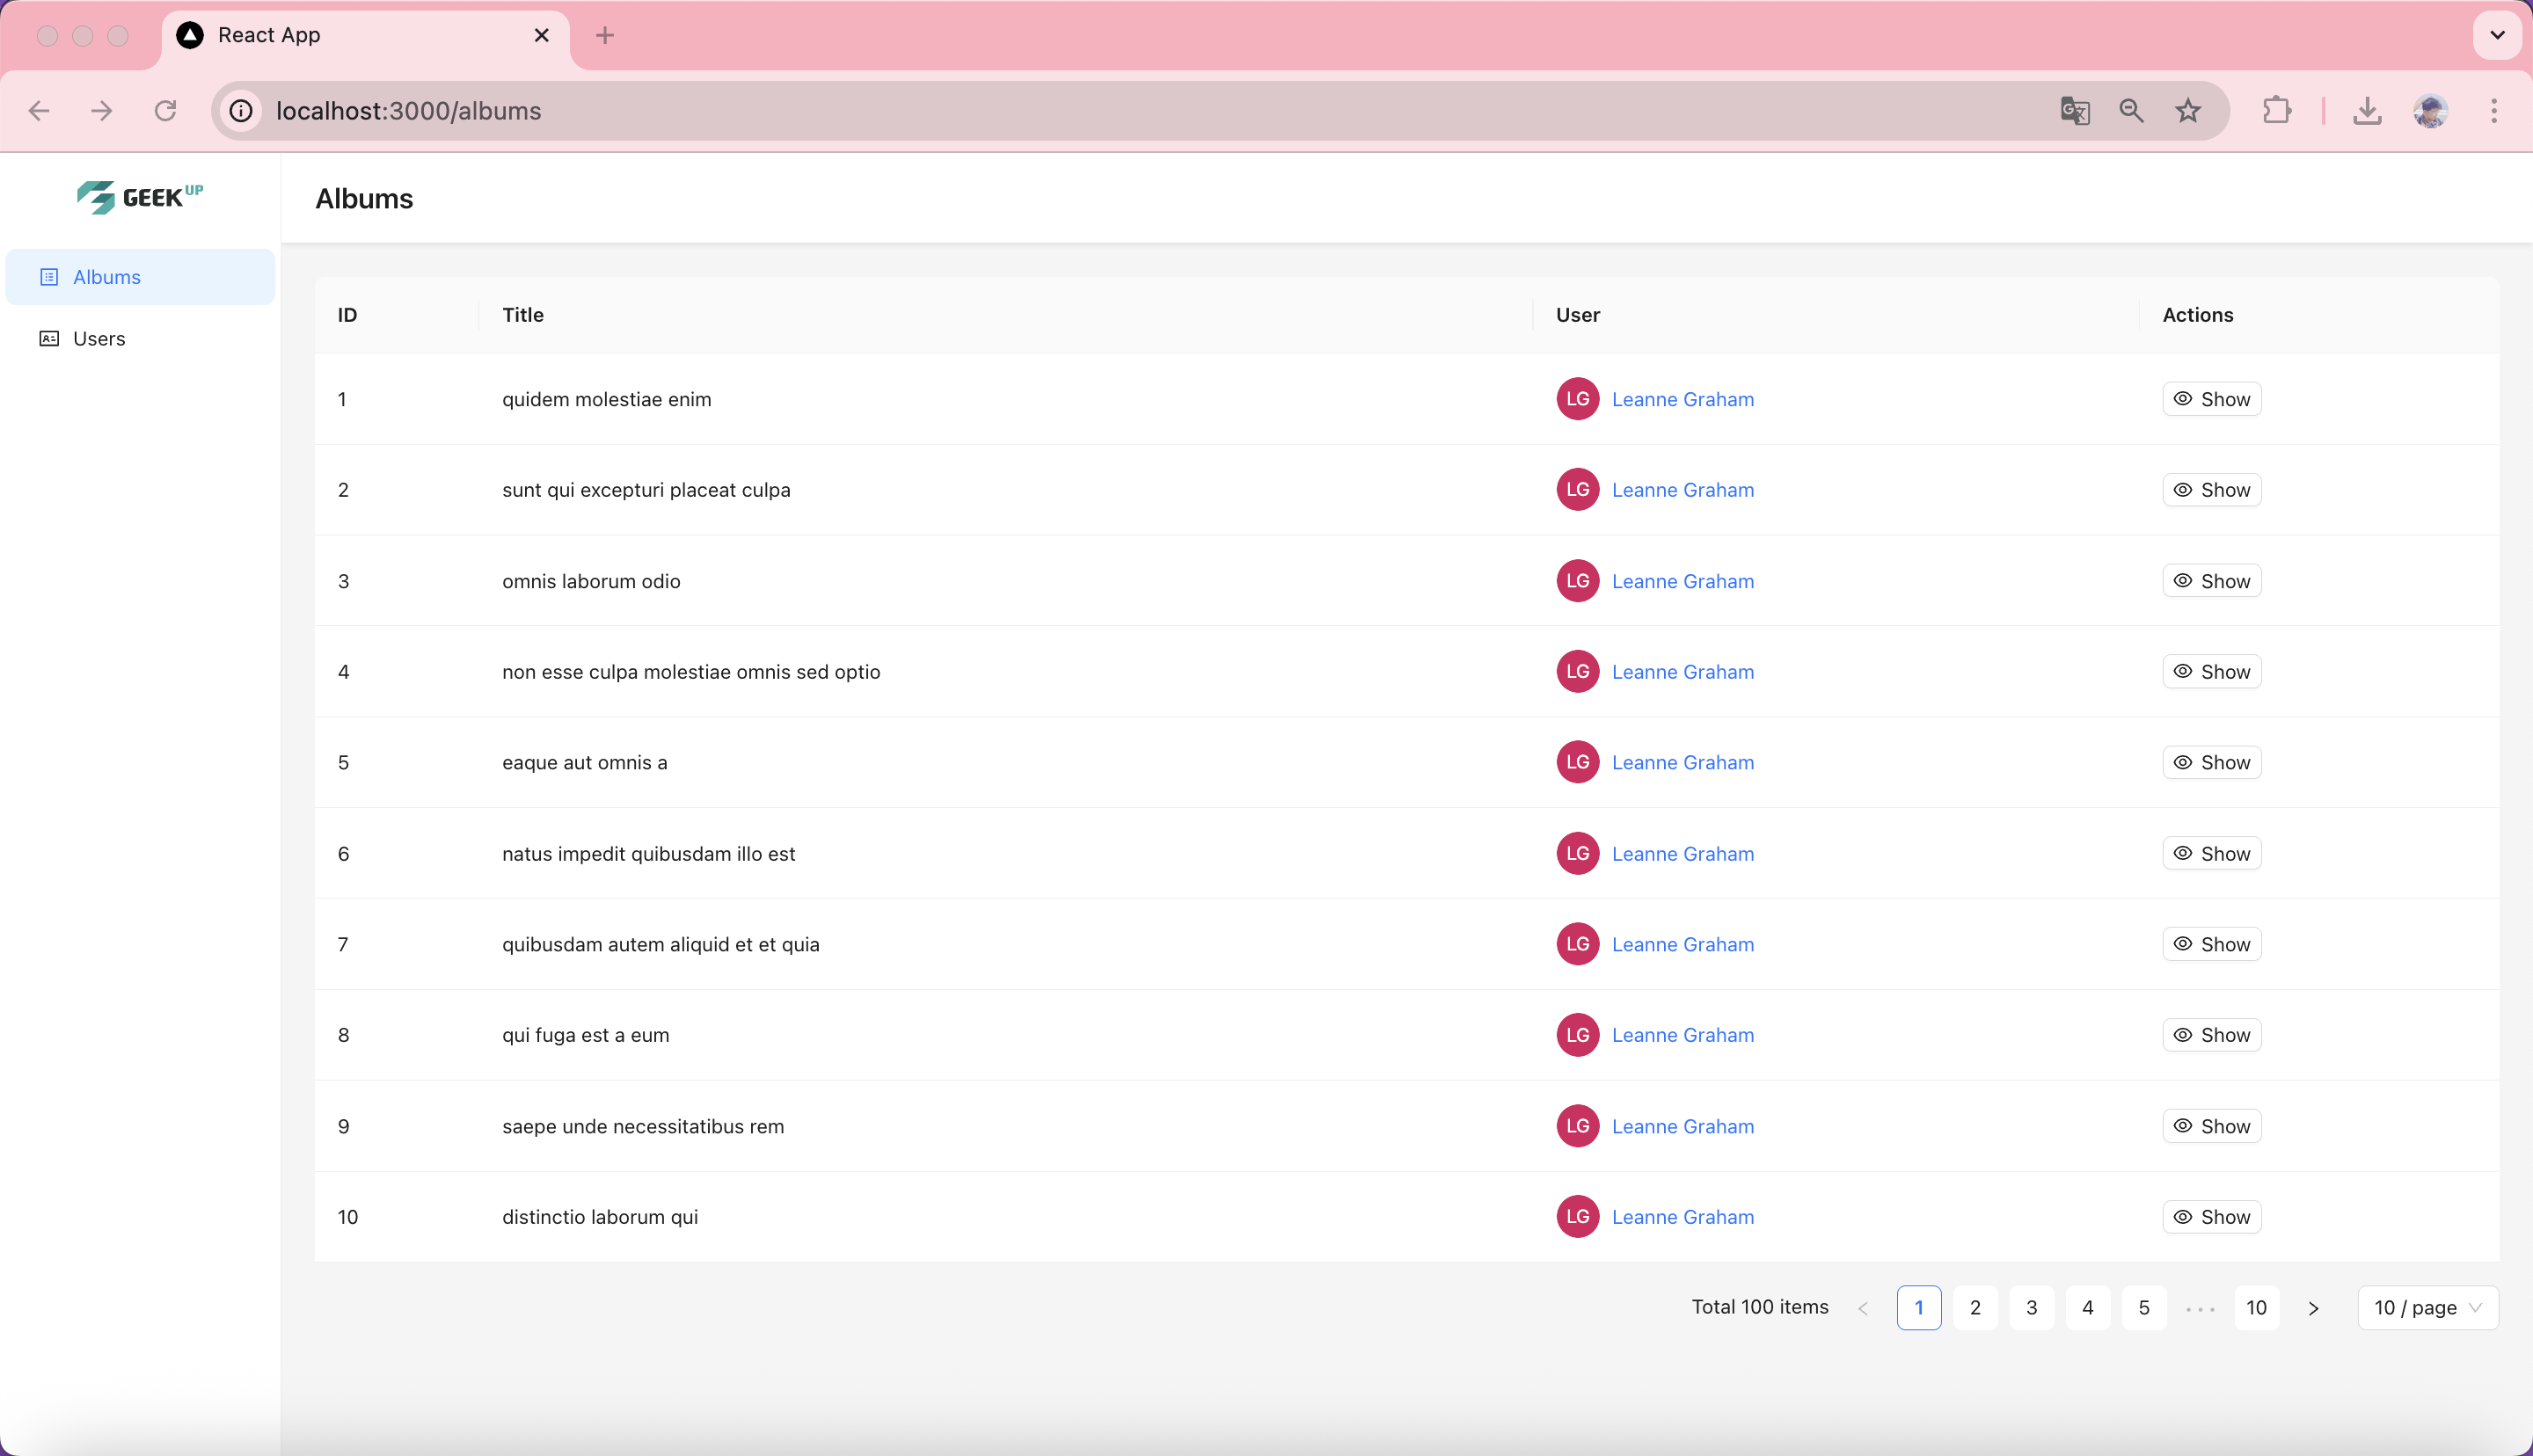 React App
localhost:3000/albums
GEEK UP
Albums
Albums
Users
ID Title User Actions
1 quidem molestiae enim LG Leanne Graham Show
2 sunt qui excepturi placeat culpa LG Leanne Graham Show
3 omnis laborum odio LG Leanne Graham Show
4 non esse culpa molestiae omnis sed optio LG Leanne Graham Show
5 eaque aut omnis a LG Leanne Graham Show
6 natus impedit quibusdam illo est LG Leanne Graham Show
7 quibusdam autem aliquid et et quia LG Leanne Graham Show
8 qui fuga est a eum LG Leanne Graham Show
9 saepe unde necessitatibus rem LG Leanne Graham Show
10 distinctio laborum qui LG Leanne Graham Show
Total 100 items < 1 2 3 4 5 ••• 10 > 10 / page